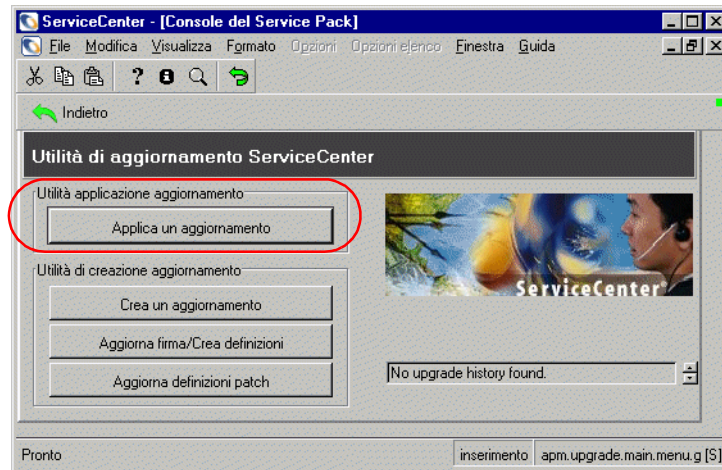 ServiceCenter - [Console del Service Pack]
File Modifica Visualizza Formato Opzioni Opzioni elenco Finestra Guida
Indietro
Utilità di aggiornamento ServiceCenter
Utilità applicazione aggiornamento
Applica un aggiornamento
Utilità di creazione aggiornamento
Crea un aggiornamento
Aggiorna firma/Crea definizioni
Aggiorna definizioni patch
ServiceCenter®
No upgrade history found.
Pronto inserimento apm.upgrade.main.menu.g [S]